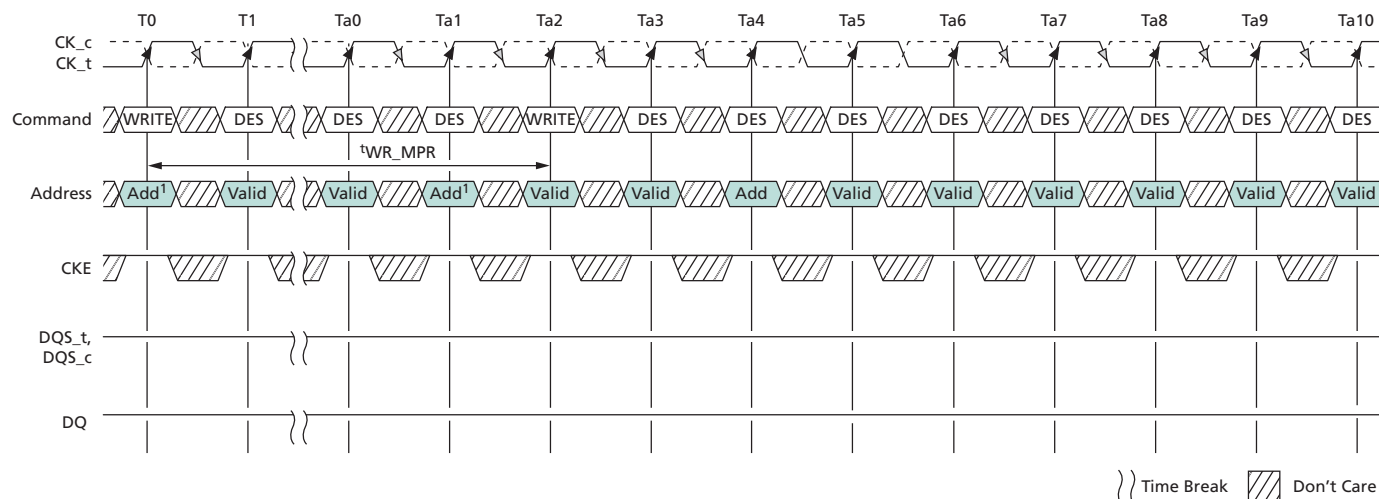 T0 T1 Ta0 Ta1 Ta2 Ta3 Ta4 Ta5 Ta6 Ta7 Ta8 Ta9 Ta10
CK_c
CK_t
Command WRITE DES DES DES WRITE DES DES DES DES DES DES DES DES
tWR_MPR
Address Add1 Valid Valid Add1 Valid Valid Add Valid Valid Valid Valid Valid Valid
CKE
DQS_t,
DQS_c
DQ
Time Break Don't Care